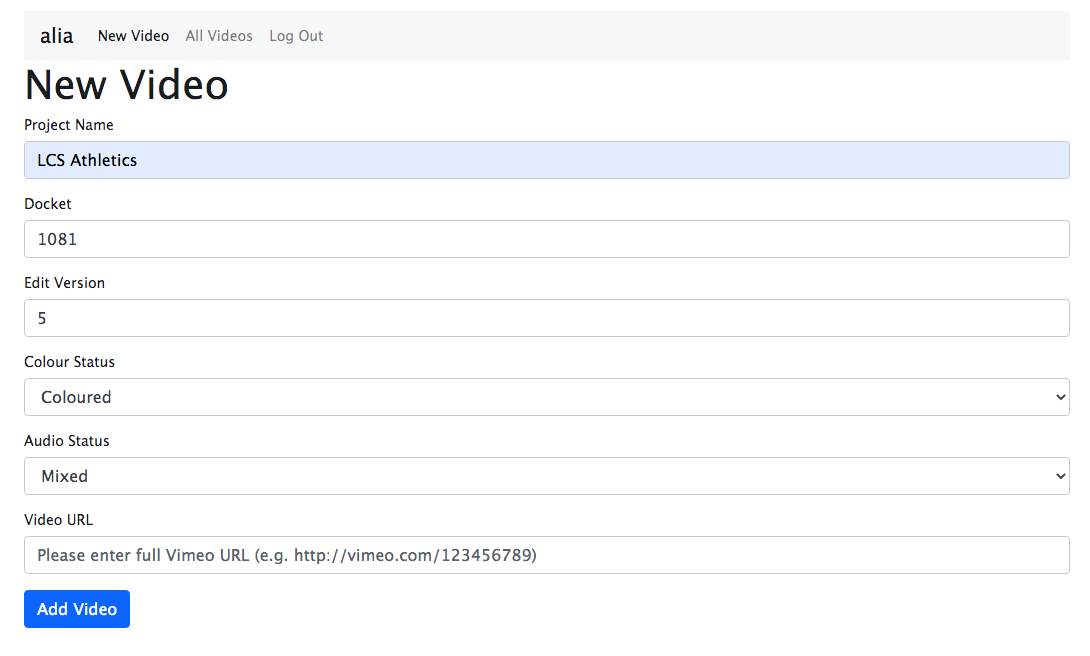 alia New Video All Videos Log Out
New Video
Project Name
LCS Athletics
Docket
1081
Edit Version
5
Colour Status
Coloured
Audio Status
Mixed
Video URL
Please enter full Vimeo URL (e.g. http://vimeo.com/123456789)
Add Video